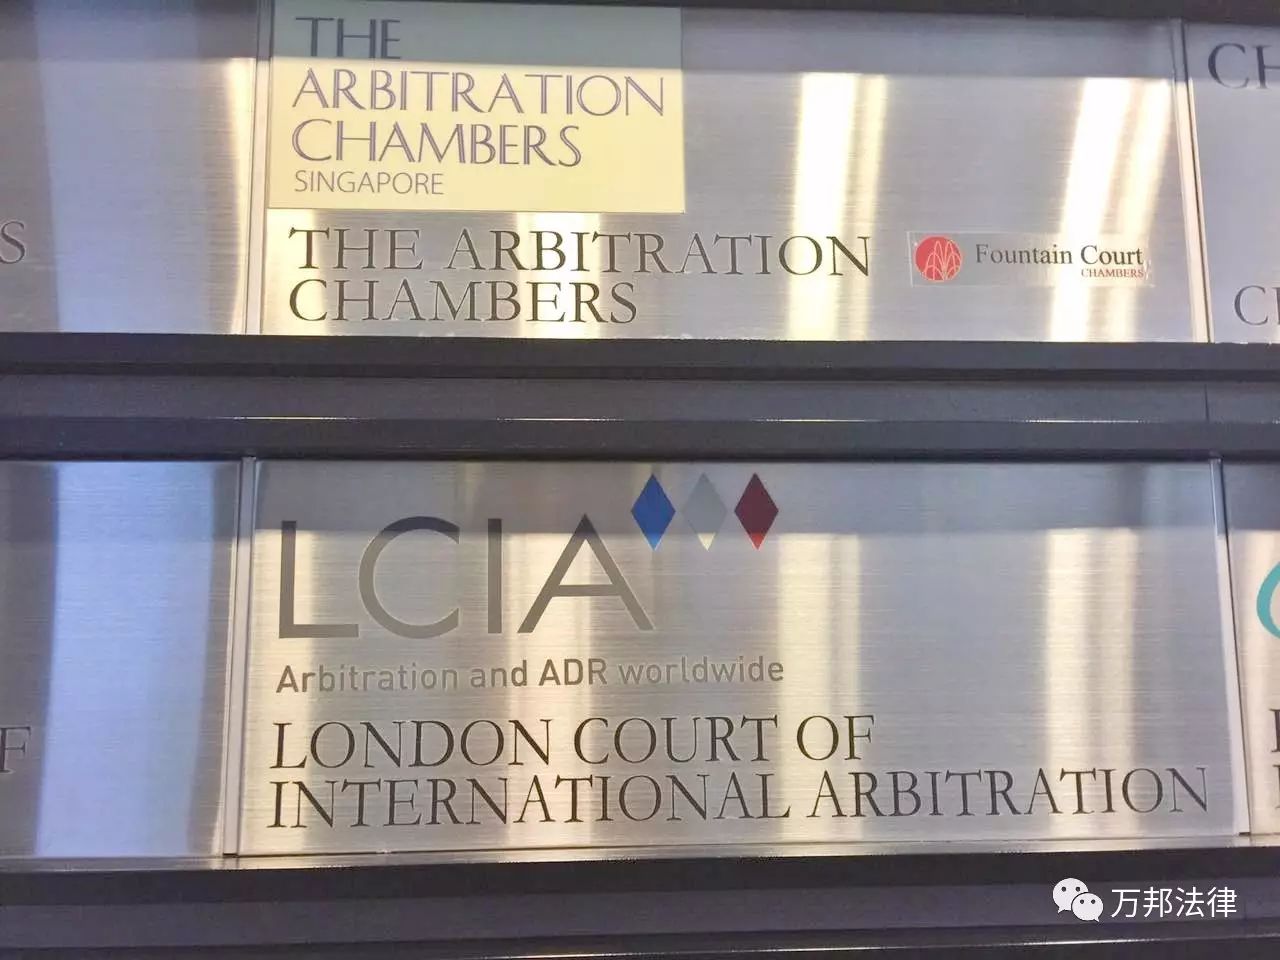 THE
ARBITRATION
CHAMBERS
SINGAPORE
THE ARBITRATION
CHAMBERS
Fountain Court
CHAMBERS
LCIA
Arbitration and ADR worldwide
LONDON COURT OF
INTERNATIONAL ARBITRATION
万邦法律